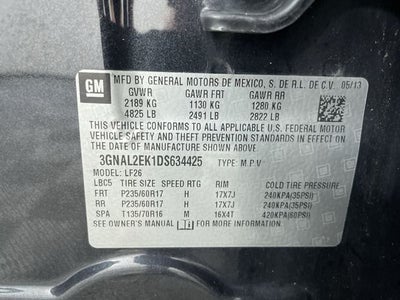 GM MFD BY GENERAL MOTORS DE MEXICO, S. DE R.L. DE C.V. 05/13
GVWR GAWR FRT GAWR RR
2189 KG 1130 KG 1280 KG
4825 LB 2491 LB 2822 LB
THIS VEHICLE CONFORMS TO ALL APPLICABLE U.S. FEDERAL MOTOR
VEHICLE SAFETY, BUMPER, AND THEFT PREVENTION STANDARDS IN
EFFECT ON THE DATE OF MANUFACTURE SHOWN ABOVE.
3GNAL2EK1DS634425 TYPE: M.P.V
MODEL: LF26
LBC5 TIRE SIZE SPEED RTG RIM COLD TIRE PRESSURE
FRT P235/60R17 H 17X7J 240KPA(35PSI)
RR P235/60R17 H 17X7J 240KPA(35PSI)
SPA T135/70R16 M 16X4T 420KPA(60PSI)
SEE OWNER'S MANUAL FOR ADDITIONAL INFORMATION